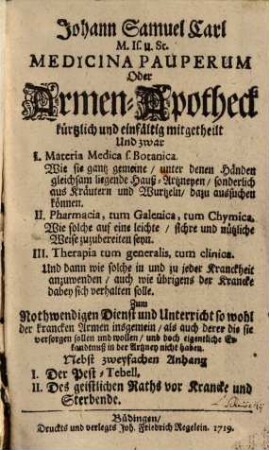 Johann Samuel Carl
M. Is. u. St.
MEDICINA PAUPERUM
Oder
Armen-Apotheck
kürtzlich und einfältig mitgetheilt
Und zwar
I. Materia Medica s. Botanica.
Wie sie gantz gemeine / unter denen Händen
gleichsam liegende Hauß-Artzneyen / sonderlich
aus Kräutern und Wurtzeln / dazu auszusuchen
können.
II. Pharmacia, tum Galenica, tum Chymica.
Wie solche auf eine leichte / sichre und nützliche
Weise zuzubereiten seyn.
III. Therapia tum generalis, tum clinica.
Und dann wie solche in und zu jeder Kranckheit
anzuwenden / auch wie übrigens der Krancke
dabey sich verhalten solle.
Zum
Nothwendigen Dienst und Unterricht so wohl
der krancken Armen insgemein / als auch derer die sie
versorgen sollen und wollen / und doch eigentliche Er-
kandtnuß in der Artzney nicht haben.
Nebst zweyfachen Anhang
I. Der Pest-Tebell,
II. Des geistlichen Raths vor Krancke und
Sterbende.
Büdingen /
Druckts und verlegts Joh. Friedrich Regelein. 1719.